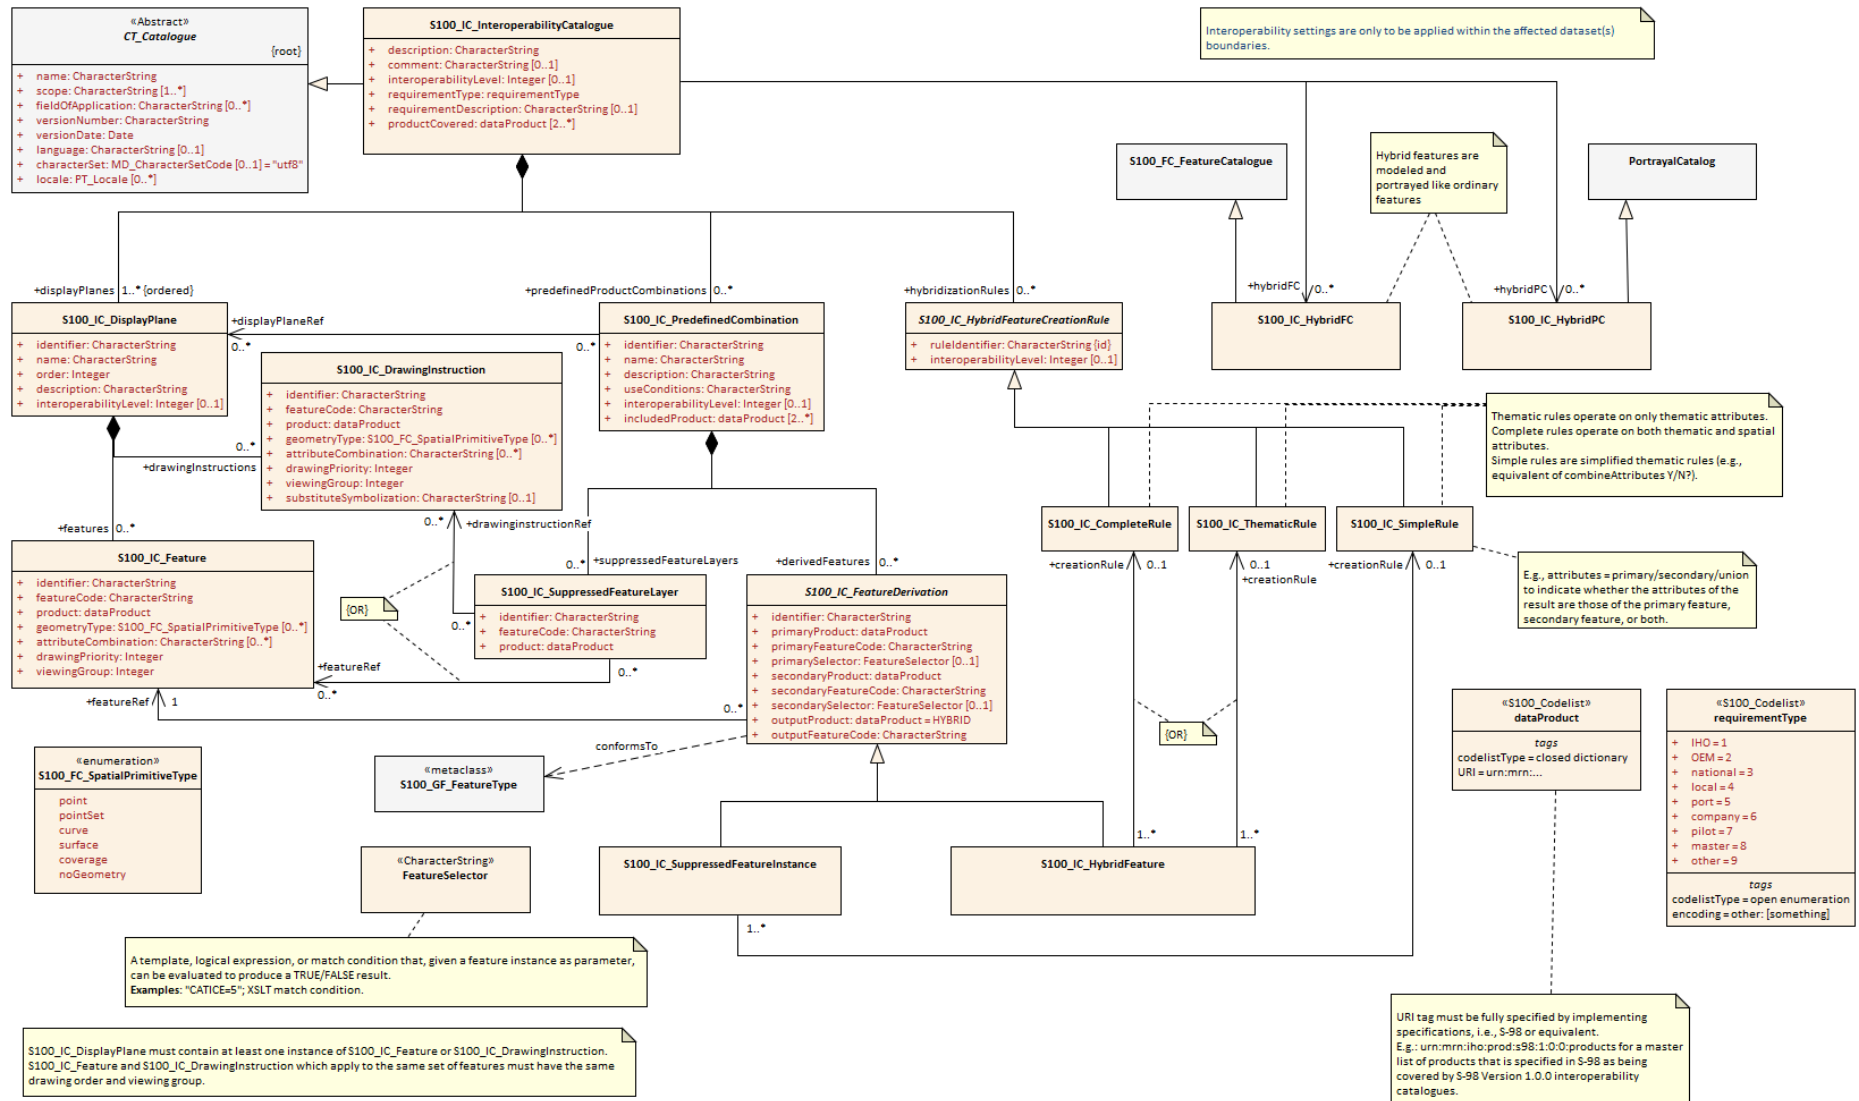 «Abstract»
CT_Catalogue
{root}
+ name: CharacterString
+ scope: CharacterString [1..*]
+ fieldOfApplication: CharacterString [0..*]
+ versionNumber: CharacterString
+ versionDate: Date
+ language: CharacterString [0..1]
+ characterSet: MD_CharacterSetCode [0..1] = "utf8"
+ locale: PT_Locale [0..*]
S100_IC_InteroperabilityCatalogue
+ description: CharacterString
+ comment: CharacterString [0..1]
+ interoperabilityLevel: Integer [0..1]
+ requirementType: requirementType
+ requirementDescription: CharacterString [0..1]
+ productCovered: dataProduct [2..*]
Interoperability settings are only to be applied within the affected dataset(s)
boundaries.
S100_FC_FeatureCatalogue
Hybrid features are
modeled and
portrayed like ordinary
features
PortrayalCatalog
+displayPlanes 1..* {ordered}
+predefinedProductCombinations 0..*
+hybridizationRules 0..*
+hybridFC 0..*
+hybridPC 0..*
S100_IC_DisplayPlane
+ identifier: CharacterString
+ name: CharacterString
+ order: Integer
+ description: CharacterString
+ interoperabilityLevel: Integer [0..1]
+displayPlaneRef
0..*
0..*
S100_IC_PredefinedCombination
+ identifier: CharacterString
+ name: CharacterString
+ description: CharacterString
+ useConditions: CharacterString
+ interoperabilityLevel: Integer [0..1]
+ includedProduct: dataProduct [2..*]
S100_IC_HybridFeatureCreationRule
+ ruleIdentifier: CharacterString {id}
+ interoperabilityLevel: Integer [0..1]
S100_IC_HybridFC
S100_IC_HybridPC
S100_IC_DrawingInstruction
+ identifier: CharacterString
+ featureCode: CharacterString
+ product: dataProduct
+ geometryType: S100_FC_SpatialPrimitiveType [0..*]
+ attributeCombination: CharacterString [0..*]
+ drawingPriority: Integer
+ viewingGroup: Integer
+ substituteSymbolization: CharacterString [0..1]
0..*
+drawingInstructions
Thematic rules operate on only thematic attributes.
Complete rules operate on both thematic and spatial
attributes.
Simple rules are simplified thematic rules (e.g.,
equivalent of combineAttributes Y/N?).
+features 0..*
0..* +drawinginstructionRef
S100_IC_CompleteRule
S100_IC_ThematicRule
S100_IC_SimpleRule
S100_IC_Feature
+ identifier: CharacterString
+ featureCode: CharacterString
+ product: dataProduct
+ geometryType: S100_FC_SpatialPrimitiveType [0..*]
+ attributeCombination: CharacterString [0..*]
+ drawingPriority: Integer
+ viewingGroup: Integer
0..* +suppressedFeatureLayers
+derivedFeatures 0..*
+creationRule 0..1
0..1
+creationRule
+creationRule 0..1
E.g., attributes = primary/secondary/union
to indicate whether the attributes of the
result are those of the primary feature,
secondary feature, or both.
{OR}
S100_IC_SuppressedFeatureLayer
+ identifier: CharacterString
+ featureCode: CharacterString
+ product: dataProduct
0..*
S100_IC_FeatureDerivation
+ identifier: CharacterString
+ primaryProduct: dataProduct
+ primaryFeatureCode: CharacterString
+ primarySelector: FeatureSelector [0..1]
+ secondaryProduct: dataProduct
+ secondaryFeatureCode: CharacterString
+ secondarySelector: FeatureSelector [0..1]
+ outputProduct: dataProduct = HYBRID
+ outputFeatureCode: CharacterString
+featureRef
0..*
0..*
+featureRef 1
0..*
{OR}
«S100_Codelist»
dataProduct
tags
codelistType = closed dictionary
URI = urn:mrn:...
«S100_Codelist»
requirementType
+ IHO = 1
+ OEM = 2
+ national = 3
+ local = 4
+ port = 5
+ company = 6
+ pilot = 7
+ master = 8
+ other = 9
tags
codelistType = open enumeration
encoding = other: [something]
«enumeration»
S100_FC_SpatialPrimitiveType
point
pointSet
curve
surface
coverage
noGeometry
conformsTo
«metaclass»
S100_GF_FeatureType
1..*
1..*
«CharacterString»
FeatureSelector
S100_IC_SuppressedFeatureInstance
S100_IC_HybridFeature
1..*
A template, logical expression, or match condition that, given a feature instance as parameter,
can be evaluated to produce a TRUE/FALSE result.
Examples: "CATICE=5"; XSLT match condition.
S100_IC_DisplayPlane must contain at least one instance of S100_IC_Feature or S100_IC_DrawingInstruction.
S100_IC_Feature and S100_IC_DrawingInstruction which apply to the same set of features must have the same
drawing order and viewing group.
URI tag must be fully specified by implementing
specifications, i.e., S-98 or equivalent.
E.g.: urn:mrn:iho:prod:s98:1:0:0:products for a master
list of products that is specified in S-98 as being
covered by S-98 Version 1.0.0 interoperability
catalogues.